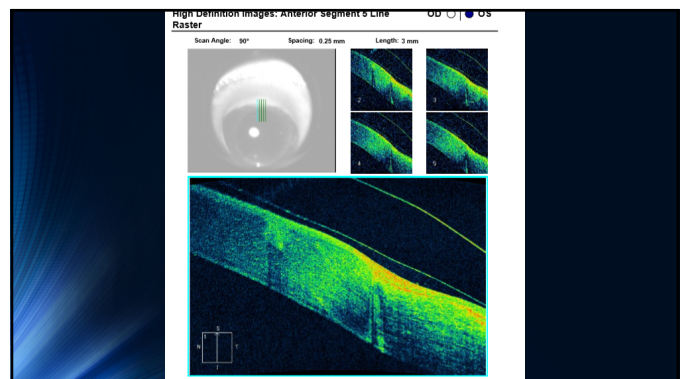 High Definition Images: Anterior Segment 5 Line Raster OD OS
Scan Angle: 90° Spacing: 0.25 mm Length: 3 mm
2 3
4 5
S
1
N T
I